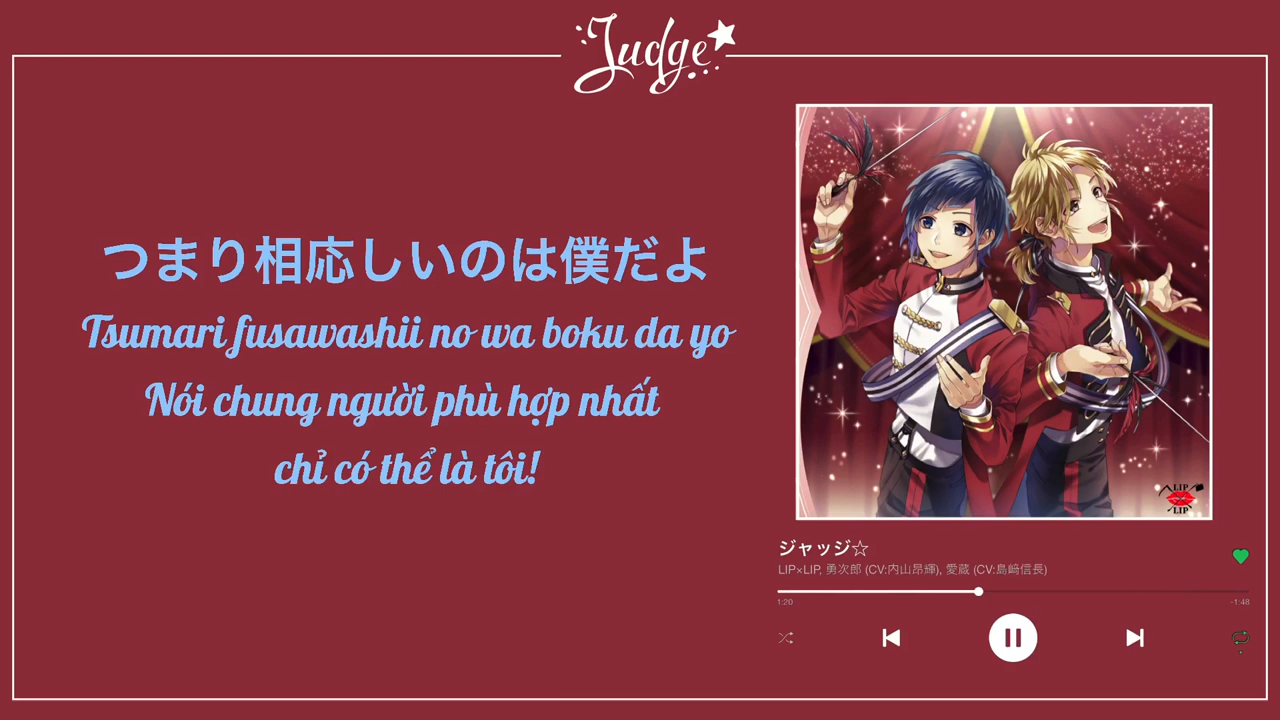 Judge
つまり相応しいのは僕だよ
Tsumari fusawashii no wa boku da yo
Nói chung người phù hợp nhất
chỉ có thể là tôi!
LIP
LIP
ジャッジ☆
LIP×LIP, 勇次郎 (CV:内山昂輝), 愛蔵 (CV:島﨑信長)
1:20
-1:48